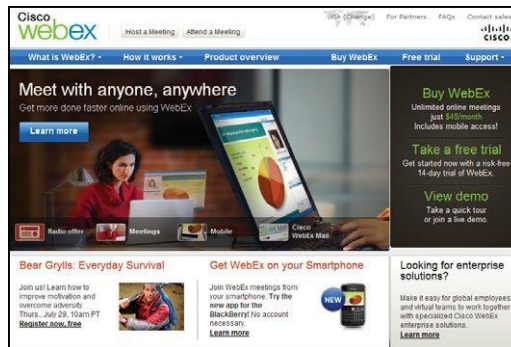 Cisco
webex
Host a Meeting
Attend a Meeting
USA (Change)
For Partners
FAQs
Contact sales
CISCO
What is WebEx?
How it works
Product overview
Buy WebEx
Free trial
Support
Meet with anyone, anywhere
Get more done faster online using WebEx
Learn more
Buy WebEx
Unlimited online meetings
just $49/month
Includes mobile access!
Take a free trial
Get started now with a risk-free
14-day trial of WebEx.
View demo
Take a quick tour
or join a live demo.
Radio offer
Meetings
Mobile
Cisco
WebEx Mail
Bear Grylls: Everyday Survival
Join us! Learn how to
improve motivation and
overcome adversity
Thurs., July 29, 10am PT
Register now, free
Get WebEx on your Smartphone
Join WebEx meetings from
your smartphone. Try the
new app for the
BlackBerry! No account
necessary.
Learn more
NEW
Looking for enterprise
solutions?
Make it easy for global employees
and virtual teams to work together
with specialized Cisco WebEx
enterprise solutions.
Learn more